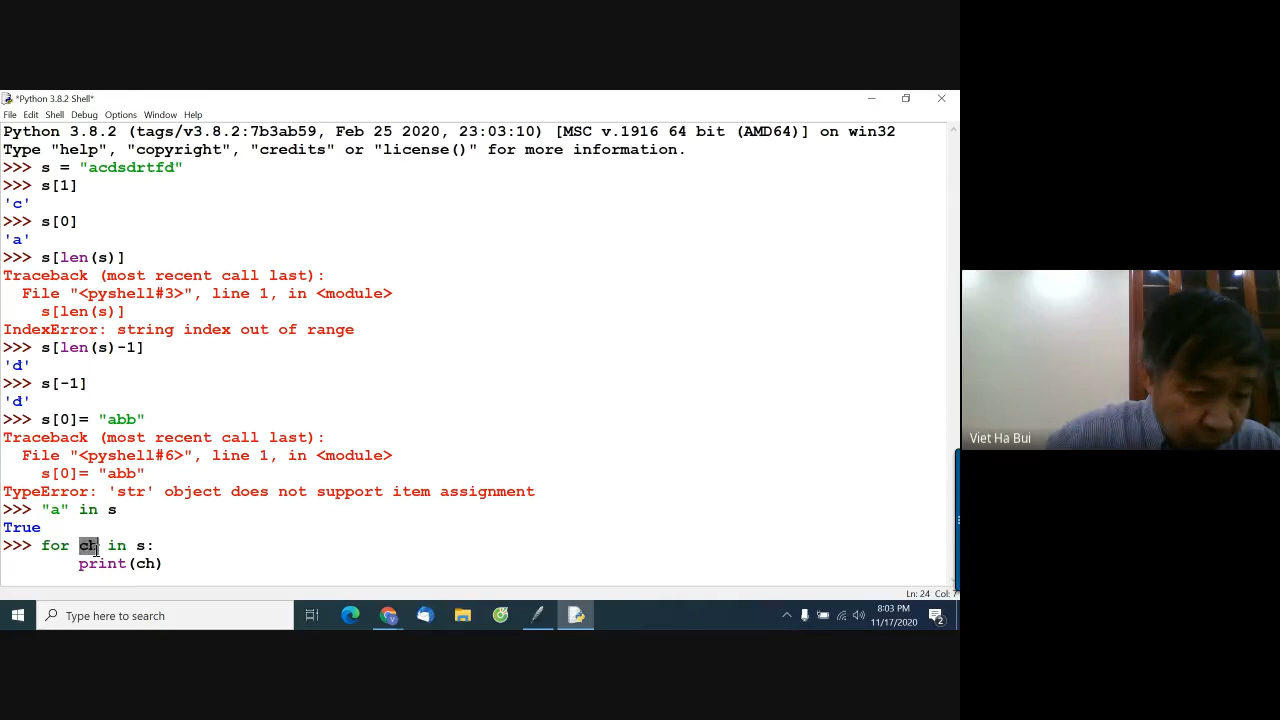 *Python 3.8.2 Shell*
File Edit Shell Debug Options Window Help
Python 3.8.2 (tags/v3.8.2:7b3ab59, Feb 25 2020, 23:03:10) [MSC v.1916 64 bit (AMD64)] on win32
Type "help", "copyright", "credits" or "license()" for more information.
>>> s = "acdsdrtfd"
>>> s[1]
'c'
>>> s[0]
'a'
>>> s[len(s)]
Traceback (most recent call last):
  File "<pyshell#3>", line 1, in <module>
    s[len(s)]
IndexError: string index out of range
>>> s[len(s)-1]
'd'
>>> s[-1]
'd'
>>> s[0]= "abb"
Traceback (most recent call last):
  File "<pyshell#6>", line 1, in <module>
    s[0]= "abb"
TypeError: 'str' object does not support item assignment
>>> "a" in s
True
>>> for ch in s:
        print(ch)
Viet Ha Bui
Ln: 24 Col: 7
Type here to search
8:03 PM
11/17/2020
2